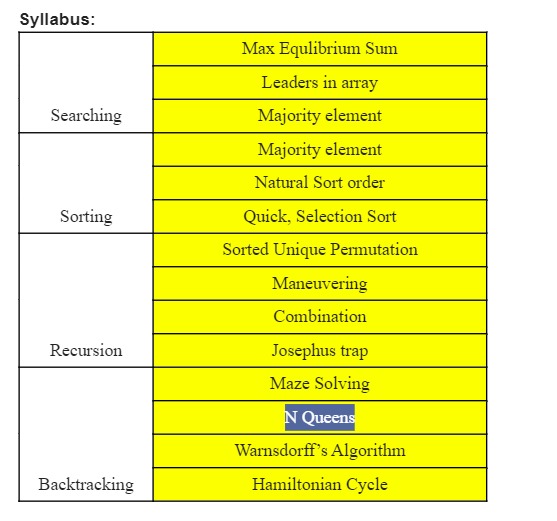 Syllabus:
Max Equlibrium Sum
Leaders in array
Searching
Majority element
Majority element
Natural Sort order
Sorting
Quick, Selection Sort
Sorted Unique Permutation
Maneuvering
Combination
Recursion
Josephus trap
Maze Solving
N Queens
Warnsdorff’s Algorithm
Backtracking
Hamiltonian Cycle